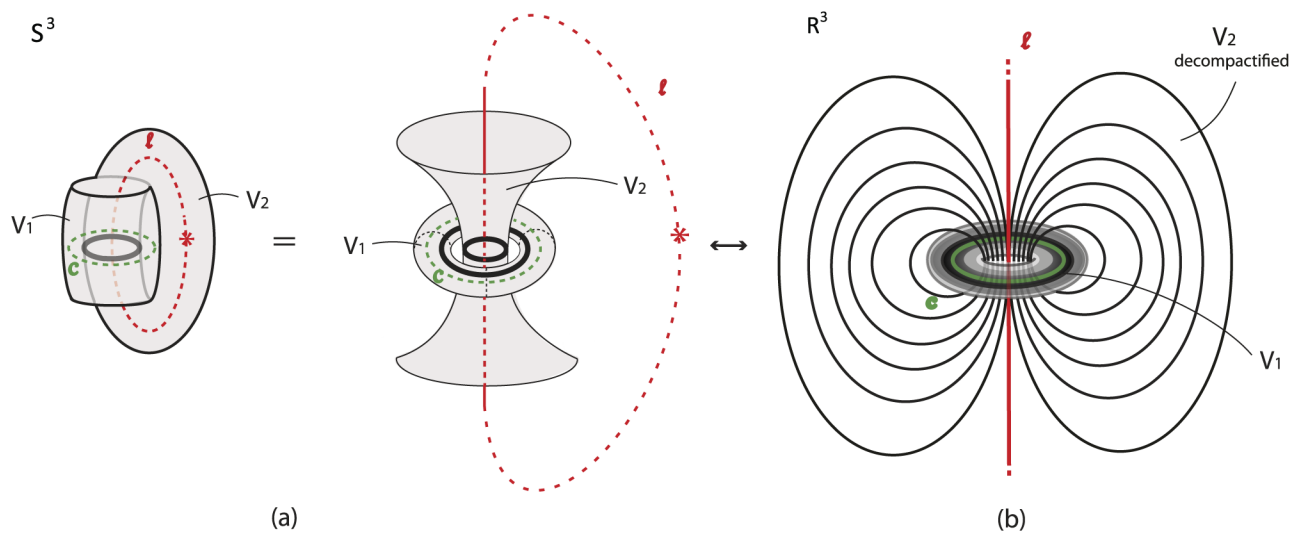 S³
ℓ
V₁
V₂
c
=
ℓ
V₂
V₁
c
*
↔
R³
ℓ
V₂
decompactified
c
V₁
(a)
(b)